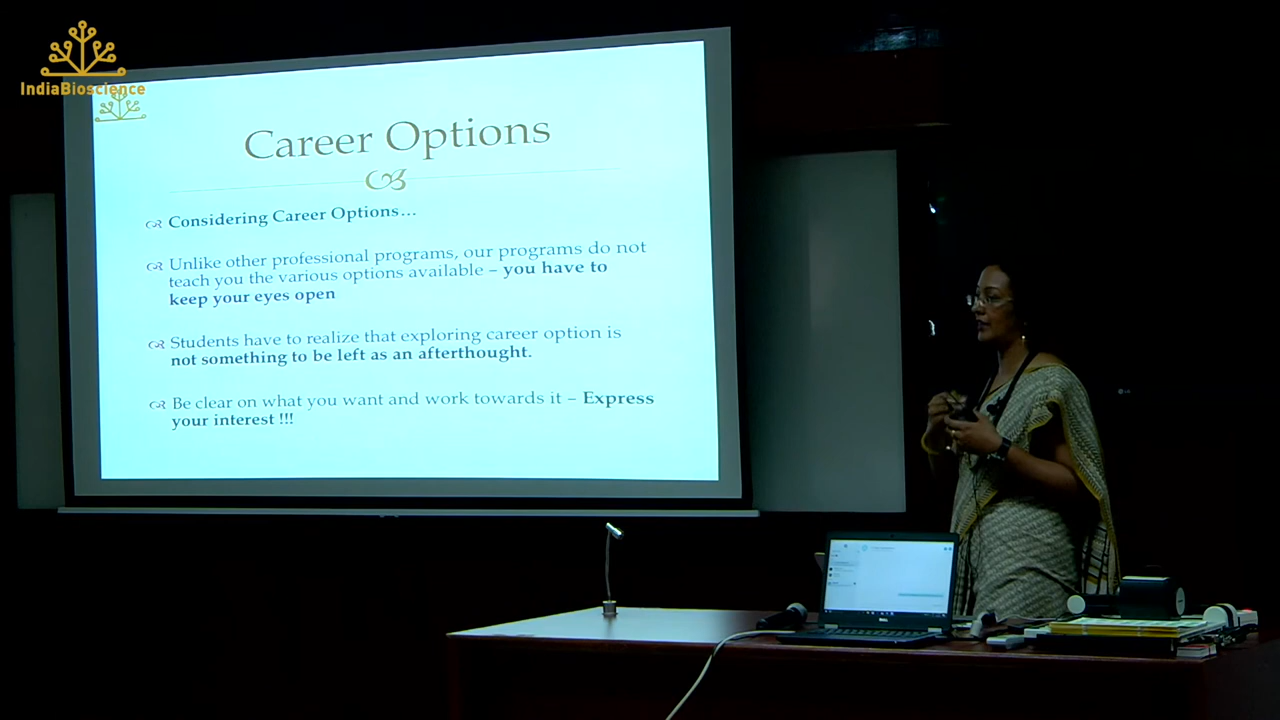 IndiaBioscience
Career Options
Considering Career Options...
Unlike other professional programs, our programs do not
teach you the various options available – you have to
keep your eyes open
Students have to realize that exploring career option is
not something to be left as an afterthought.
Be clear on what you want and work towards it – Express
your interest !!!
DELL